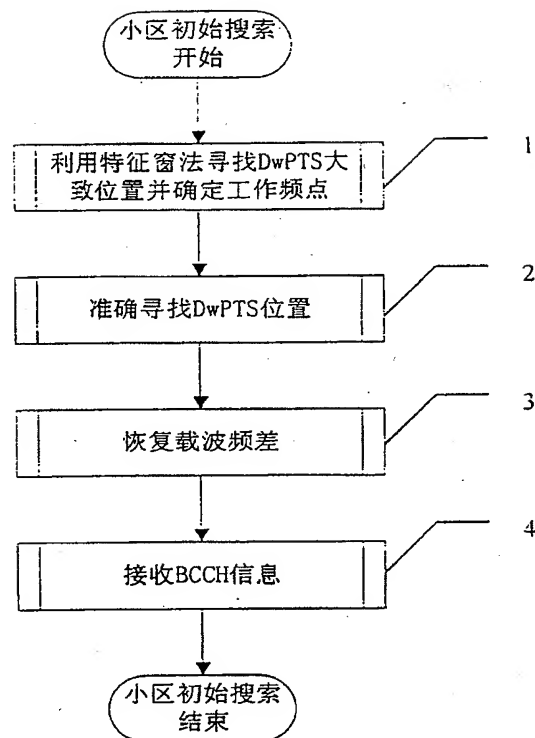 小区初始搜索
开始
利用特征窗法寻找DwPTS大
致位置并确定工作频点
1
准确寻找DwPTS位置
2
恢复载波频差
3
接收BCCH信息
4
小区初始搜索
结束